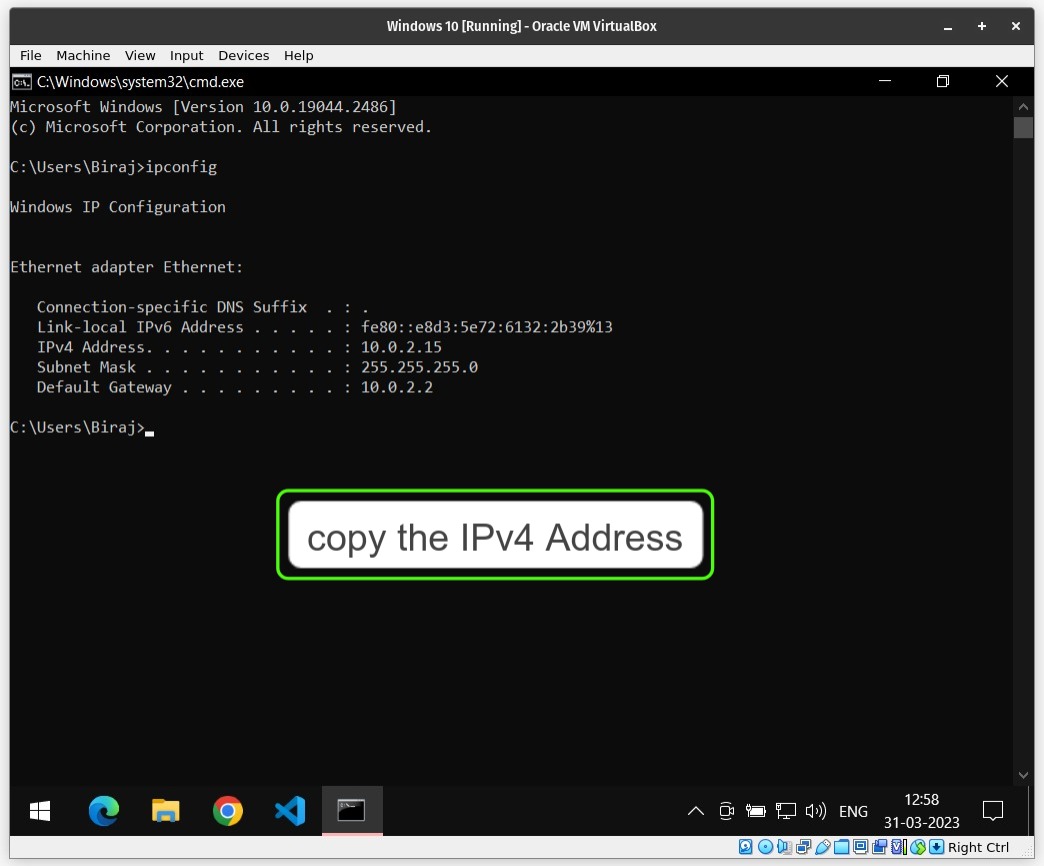 Windows 10 [Running] - Oracle VM VirtualBox
File Machine View Input Devices Help
C:\Windows\system32\cmd.exe
Microsoft Windows [Version 10.0.19044.2486]
(c) Microsoft Corporation. All rights reserved.
C:\Users\Biraj>ipconfig
Windows IP Configuration
Ethernet adapter Ethernet:
Connection-specific DNS Suffix  . : .
Link-local IPv6 Address . . . . . : fe80::e8d3:5e72:6132:2b39%13
IPv4 Address. . . . . . . . . . . : 10.0.2.15
Subnet Mask . . . . . . . . . . . : 255.255.255.0
Default Gateway . . . . . . . . . : 10.0.2.2
C:\Users\Biraj>
copy the IPv4 Address
ENG
12:58
31-03-2023
Right Ctrl